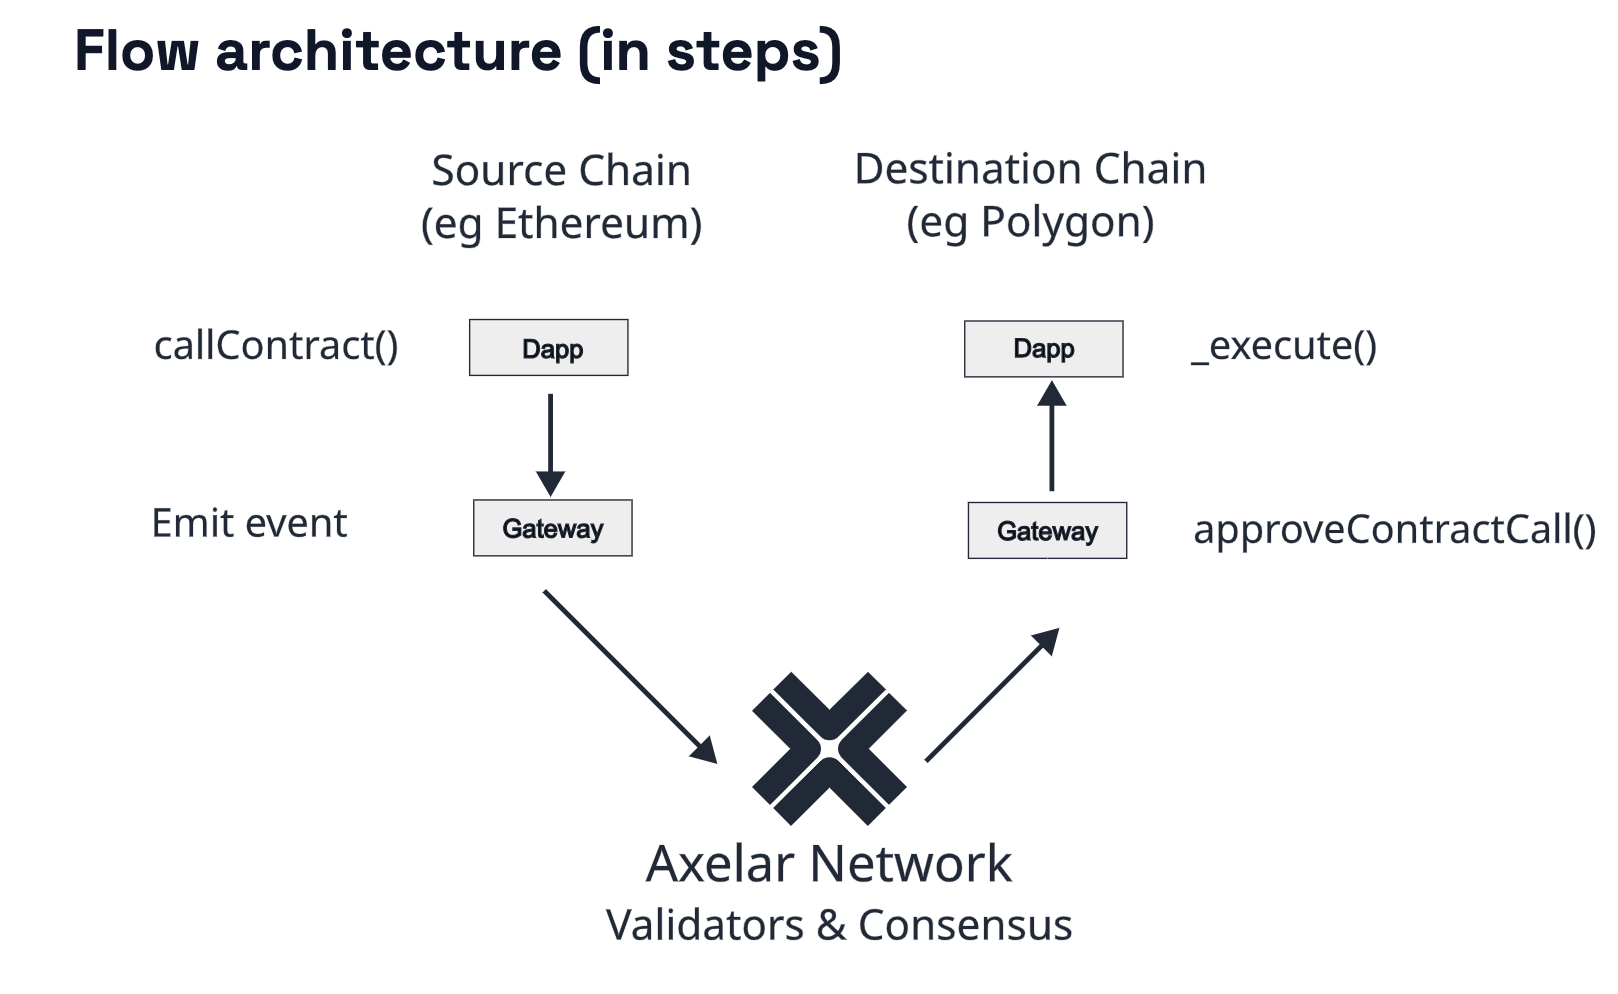 Flow architecture (in steps)
Source Chain
(eg Ethereum)
Destination Chain
(eg Polygon)
callContract()
Dapp
Dapp
_execute()
Emit event
Gateway
Gateway
approveContractCall()
Axelar Network
Validators & Consensus